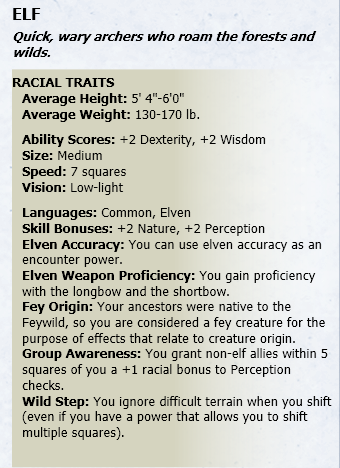 ELF
Quick, wary archers who roam the forests and
wilds.
RACIAL TRAITS
Average Height: 5' 4"-6'0"
Average Weight: 130-170 lb.
Ability Scores: +2 Dexterity, +2 Wisdom
Size: Medium
Speed: 7 squares
Vision: Low-light
Languages: Common, Elven
Skill Bonuses: +2 Nature, +2 Perception
Elven Accuracy: You can use elven accuracy as an
encounter power.
Elven Weapon Proficiency: You gain proficiency
with the longbow and the shortbow.
Fey Origin: Your ancestors were native to the
Feywild, so you are considered a fey creature for the
purpose of effects that relate to creature origin.
Group Awareness: You grant non-elf allies within 5
squares of you a +1 racial bonus to Perception
checks.
Wild Step: You ignore difficult terrain when you shift
(even if you have a power that allows you to shift
multiple squares).